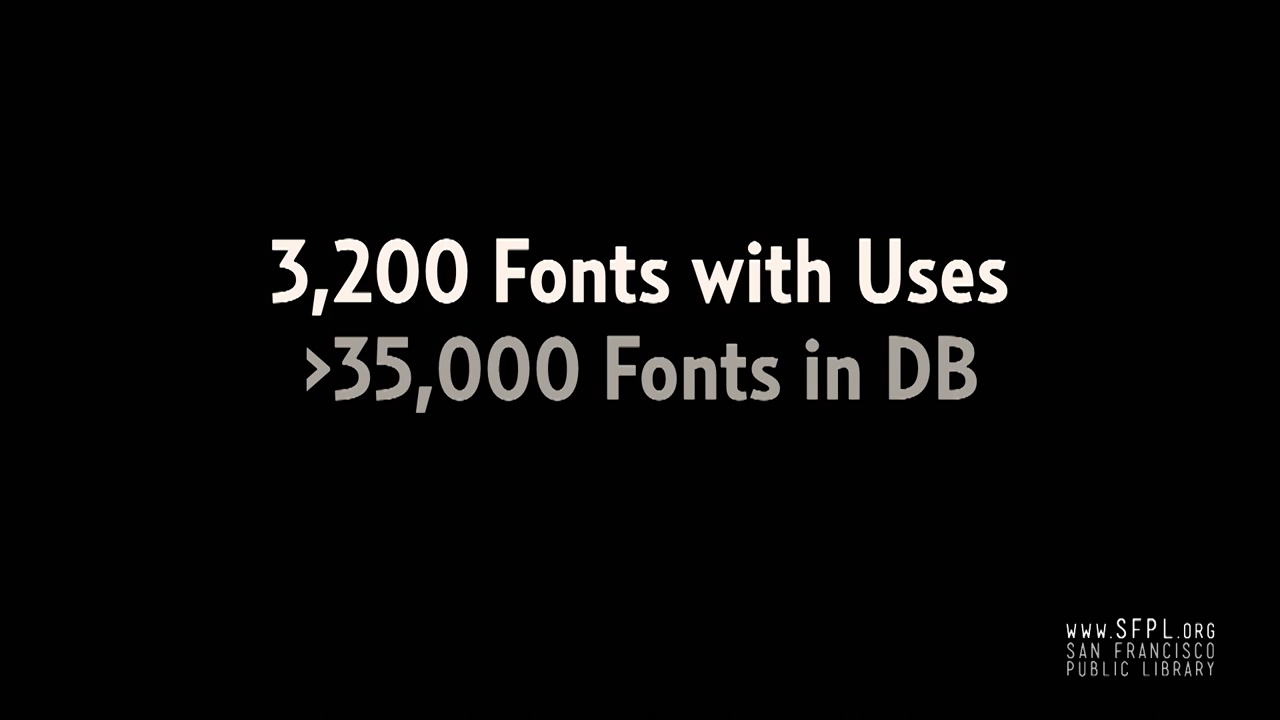 3,200 Fonts with Uses
>35,000 Fonts in DB
WWW.SFPL.ORG
SAN FRANCISCO
PUBLIC LIBRARY